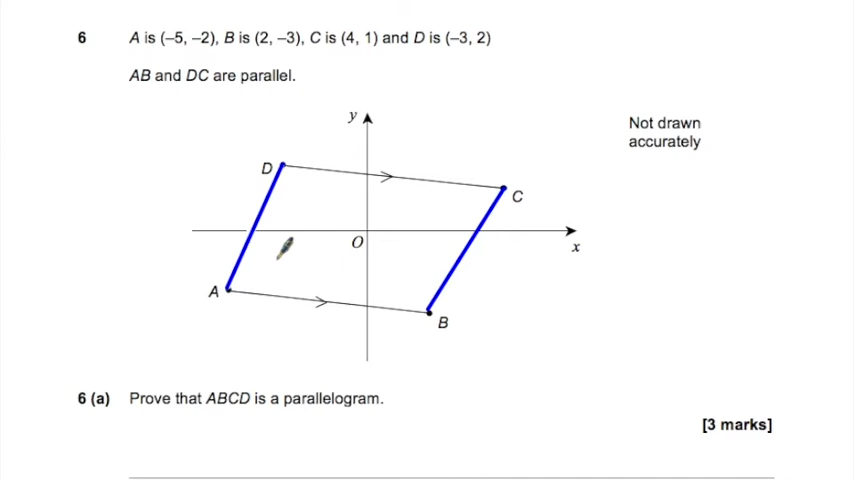 6 A is (–5, –2), B is (2, –3), C is (4, 1) and D is (–3, 2)
AB and DC are parallel.
Not drawn
accurately
y
D
C
O
x
A
B
6 (a) Prove that ABCD is a parallelogram.
[3 marks]